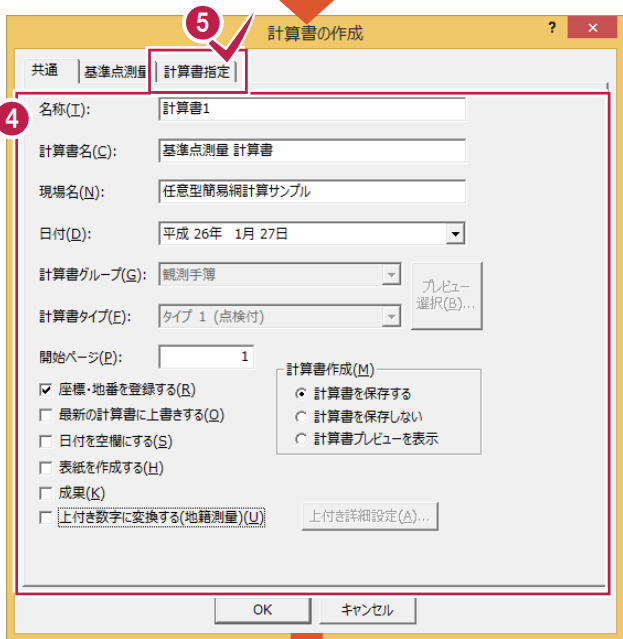 5
計算書の作成
? ×
共通 基準点測量 計算書指定
4
名称(T): 計算書1
計算書名(C): 基準点測量 計算書
現場名(N): 任意型簡易網計算サンプル
日付(D): 平成 26年 1月 27日
計算書グループ(G): 観測手簿
プレビュー
選択(B)...
計算書タイプ(F): タイプ 1 (点検付)
開始ページ(P): 1
計算書作成(M)
座標・地番を登録する(R)
計算書を保存する
最新の計算書に上書きする(O)
計算書を保存しない
日付を空欄にする(S)
計算書プレビューを表示
表紙を作成する(H)
成果(K)
上付き数字に変換する(地籍測量)(U)
上付き詳細設定(A)...
OK キャンセル